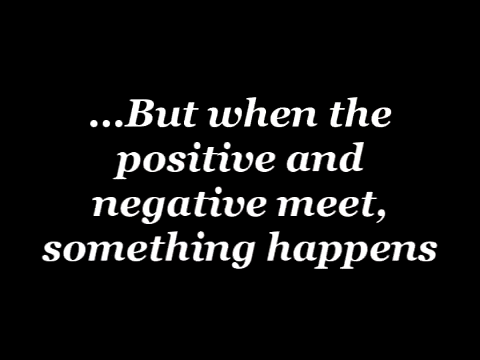 ...But when the
positive and
negative meet,
something happens